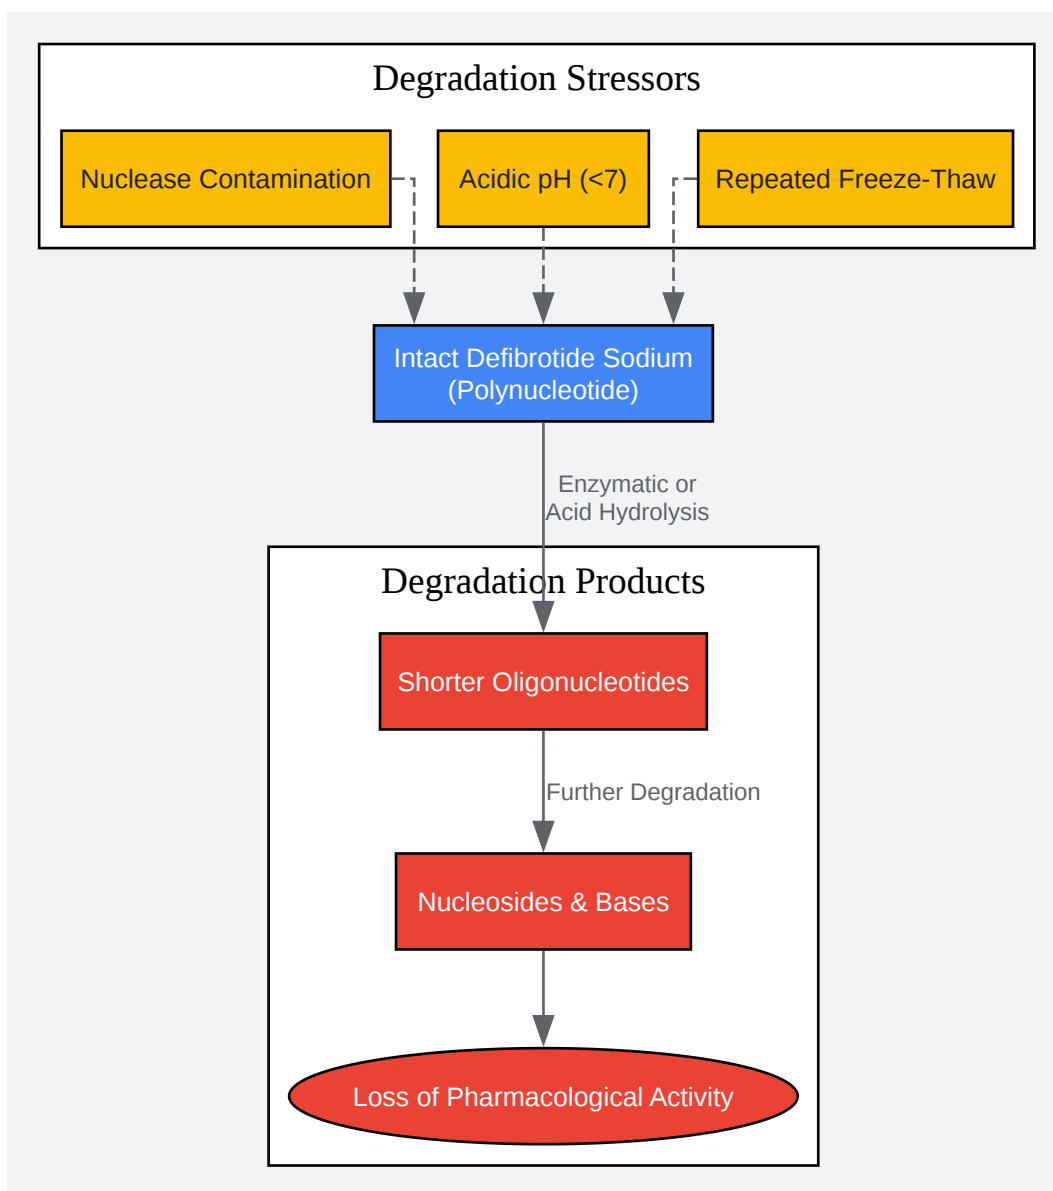 Degradation Stressors
Nuclease Contamination
Acidic pH (<7)
Repeated Freeze-Thaw
Intact Defibrotide Sodium
(Polynucleotide)
Enzymatic or
Acid Hydrolysis
Degradation Products
Shorter Oligonucleotides
Further Degradation
Nucleosides & Bases
Loss of Pharmacological Activity